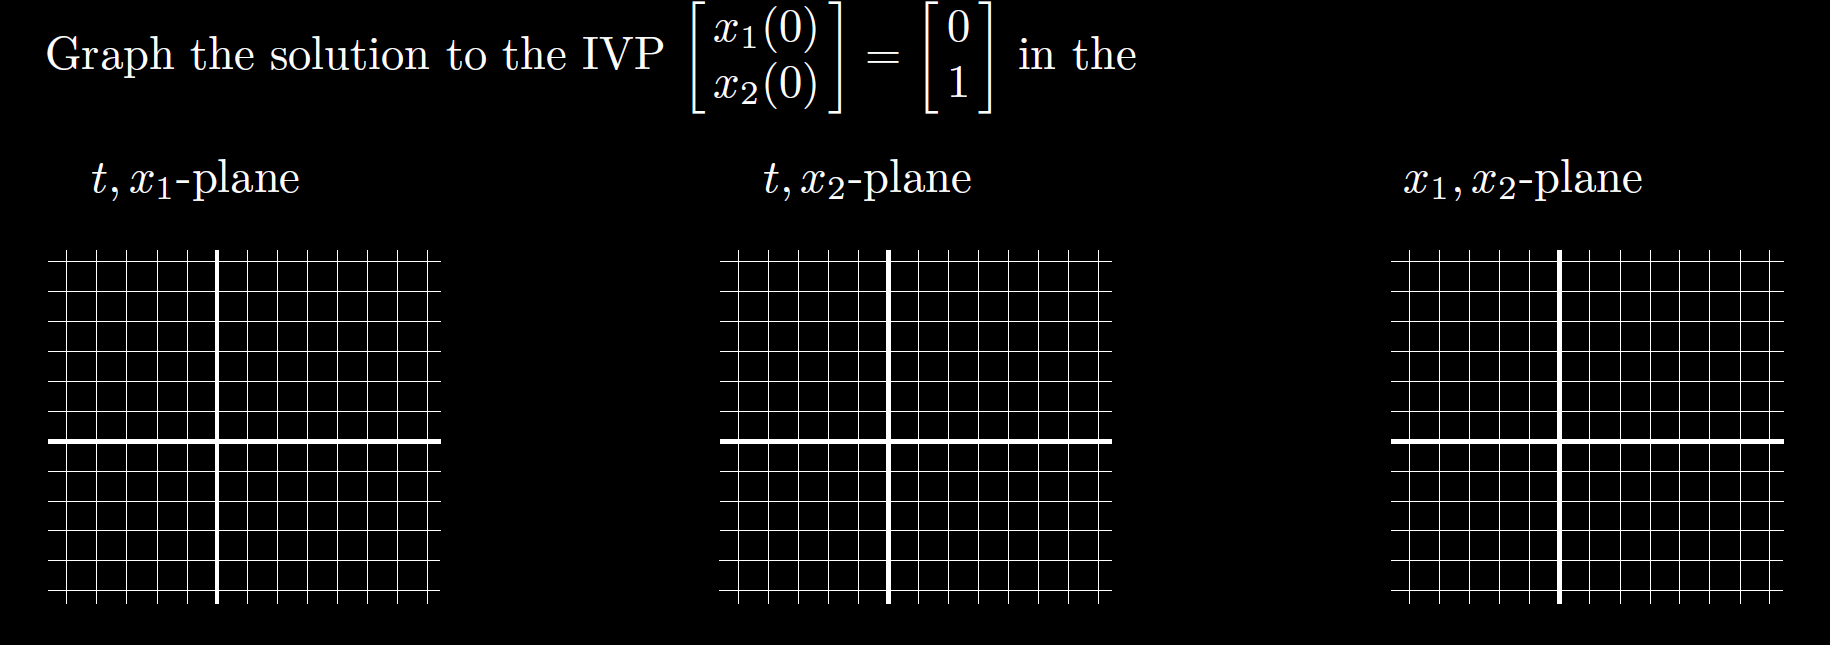 Graph the solution to the IVP [x₁(0) x₂(0)] = [0 1] in the
t, x₁-plane t, x₂-plane x₁, x₂-plane